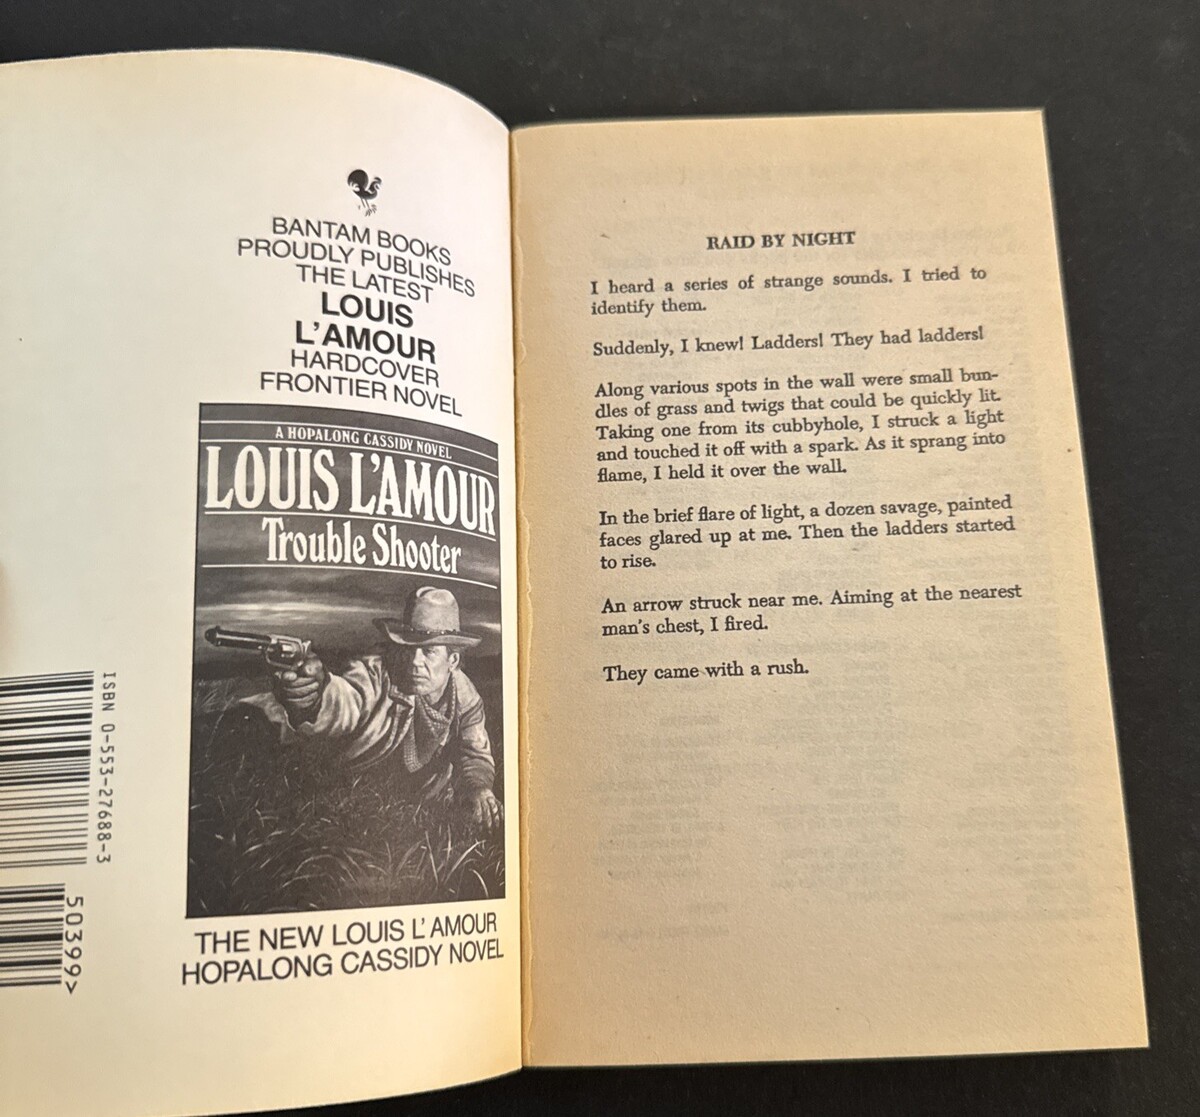 BANTAM BOOKS
PROUDLY PUBLISHES
THE LATEST
LOUIS
L'AMOUR
HARDCOVER
FRONTIER NOVEL
A HOPALONG CASSIDY NOVEL
LOUIS L'AMOUR
Trouble Shooter
THE NEW LOUIS L'AMOUR
HOPALONG CASSIDY NOVEL
ISBN 0-553-27688-3
50399>
RAID BY NIGHT
I heard a series of strange sounds. I tried to
identify them.
Suddenly, I knew! Ladders! They had ladders!
Along various spots in the wall were small bun-
dles of grass and twigs that could be quickly lit.
Taking one from its cubbyhole, I struck a light
and touched it off with a spark. As it sprang into
flame, I held it over the wall.
In the brief flare of light, a dozen savage, painted
faces glared up at me. Then the ladders started
to rise.
An arrow struck near me. Aiming at the nearest
man's chest, I fired.
They came with a rush.